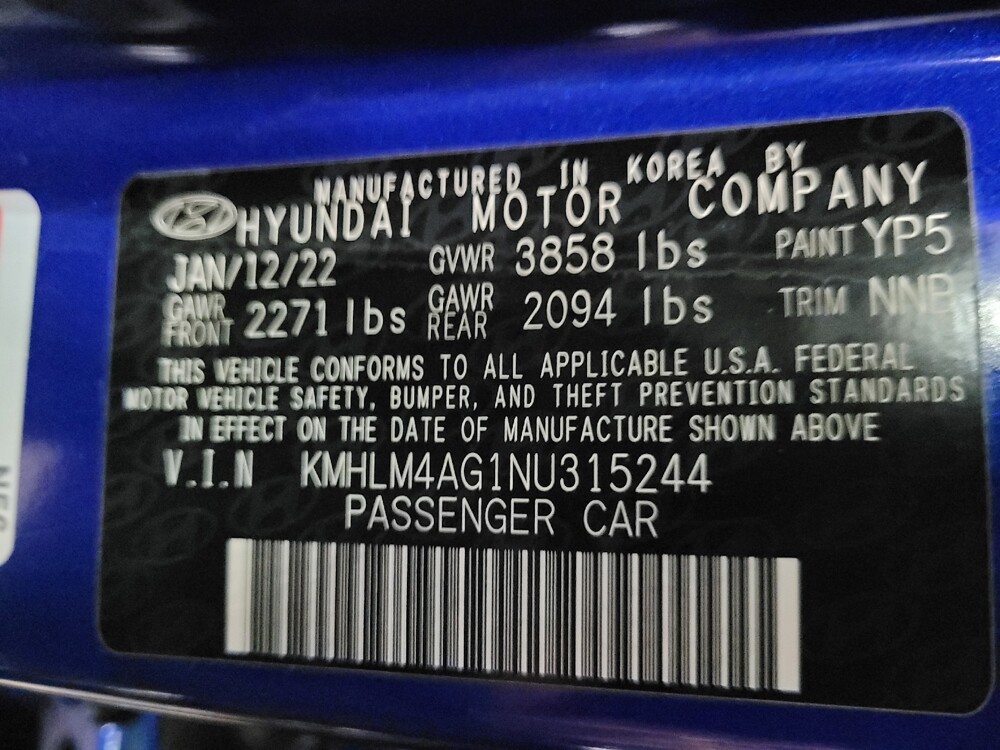 MANUFACTURED IN KOREA BY
HYUNDAI MOTOR COMPANY
JAN/12/22 GVWR 3858 lbs PAINT YP5
GAWR FRONT 2271 lbs GAWR REAR 2094 lbs TRIM NNB
THIS VEHICLE CONFORMS TO ALL APPLICABLE U.S.A. FEDERAL
MOTOR VEHICLE SAFETY, BUMPER, AND THEFT PREVENTION STANDARDS
IN EFFECT ON THE DATE OF MANUFACTURE SHOWN ABOVE
V.I.N KMHLM4AG1NU315244
PASSENGER CAR